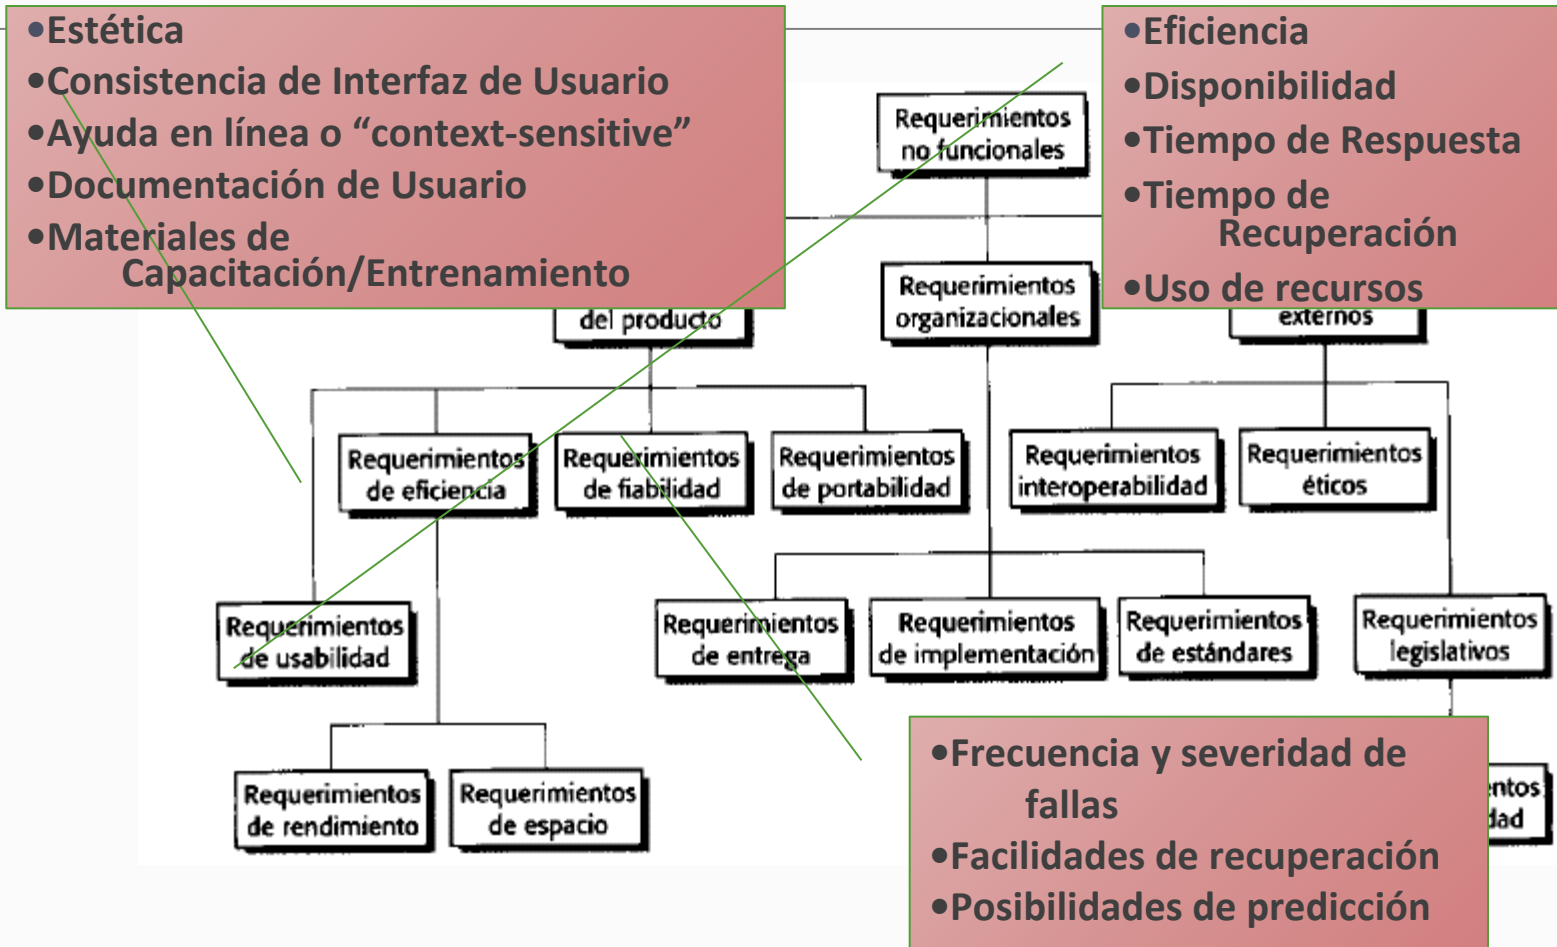 •Estética
•Consistencia de Interfaz de Usuario
•Ayuda en línea o “context-sensitive”
•Documentación de Usuario
•Materiales de
Capacitación/Entrenamiento
•Eficiencia
•Disponibilidad
•Tiempo de Respuesta
•Tiempo de
Recuperación
•Uso de recursos
Requerimientos
no funcionales
del producto
Requerimientos
organizacionales
externos
Requerimientos
de eficiencia
Requerimientos
de fiabilidad
Requerimientos
de portabilidad
Requerimientos
interoperabilidad
Requerimientos
éticos
Requerimientos
de usabilidad
Requerimientos
de entrega
Requerimientos
de implementación
Requerimientos
de estándares
Requerimientos
legislativos
Requerimientos
de rendimiento
Requerimientos
de espacio
•Frecuencia y severidad de
fallas
•Facilidades de recuperación
•Posibilidades de predicción